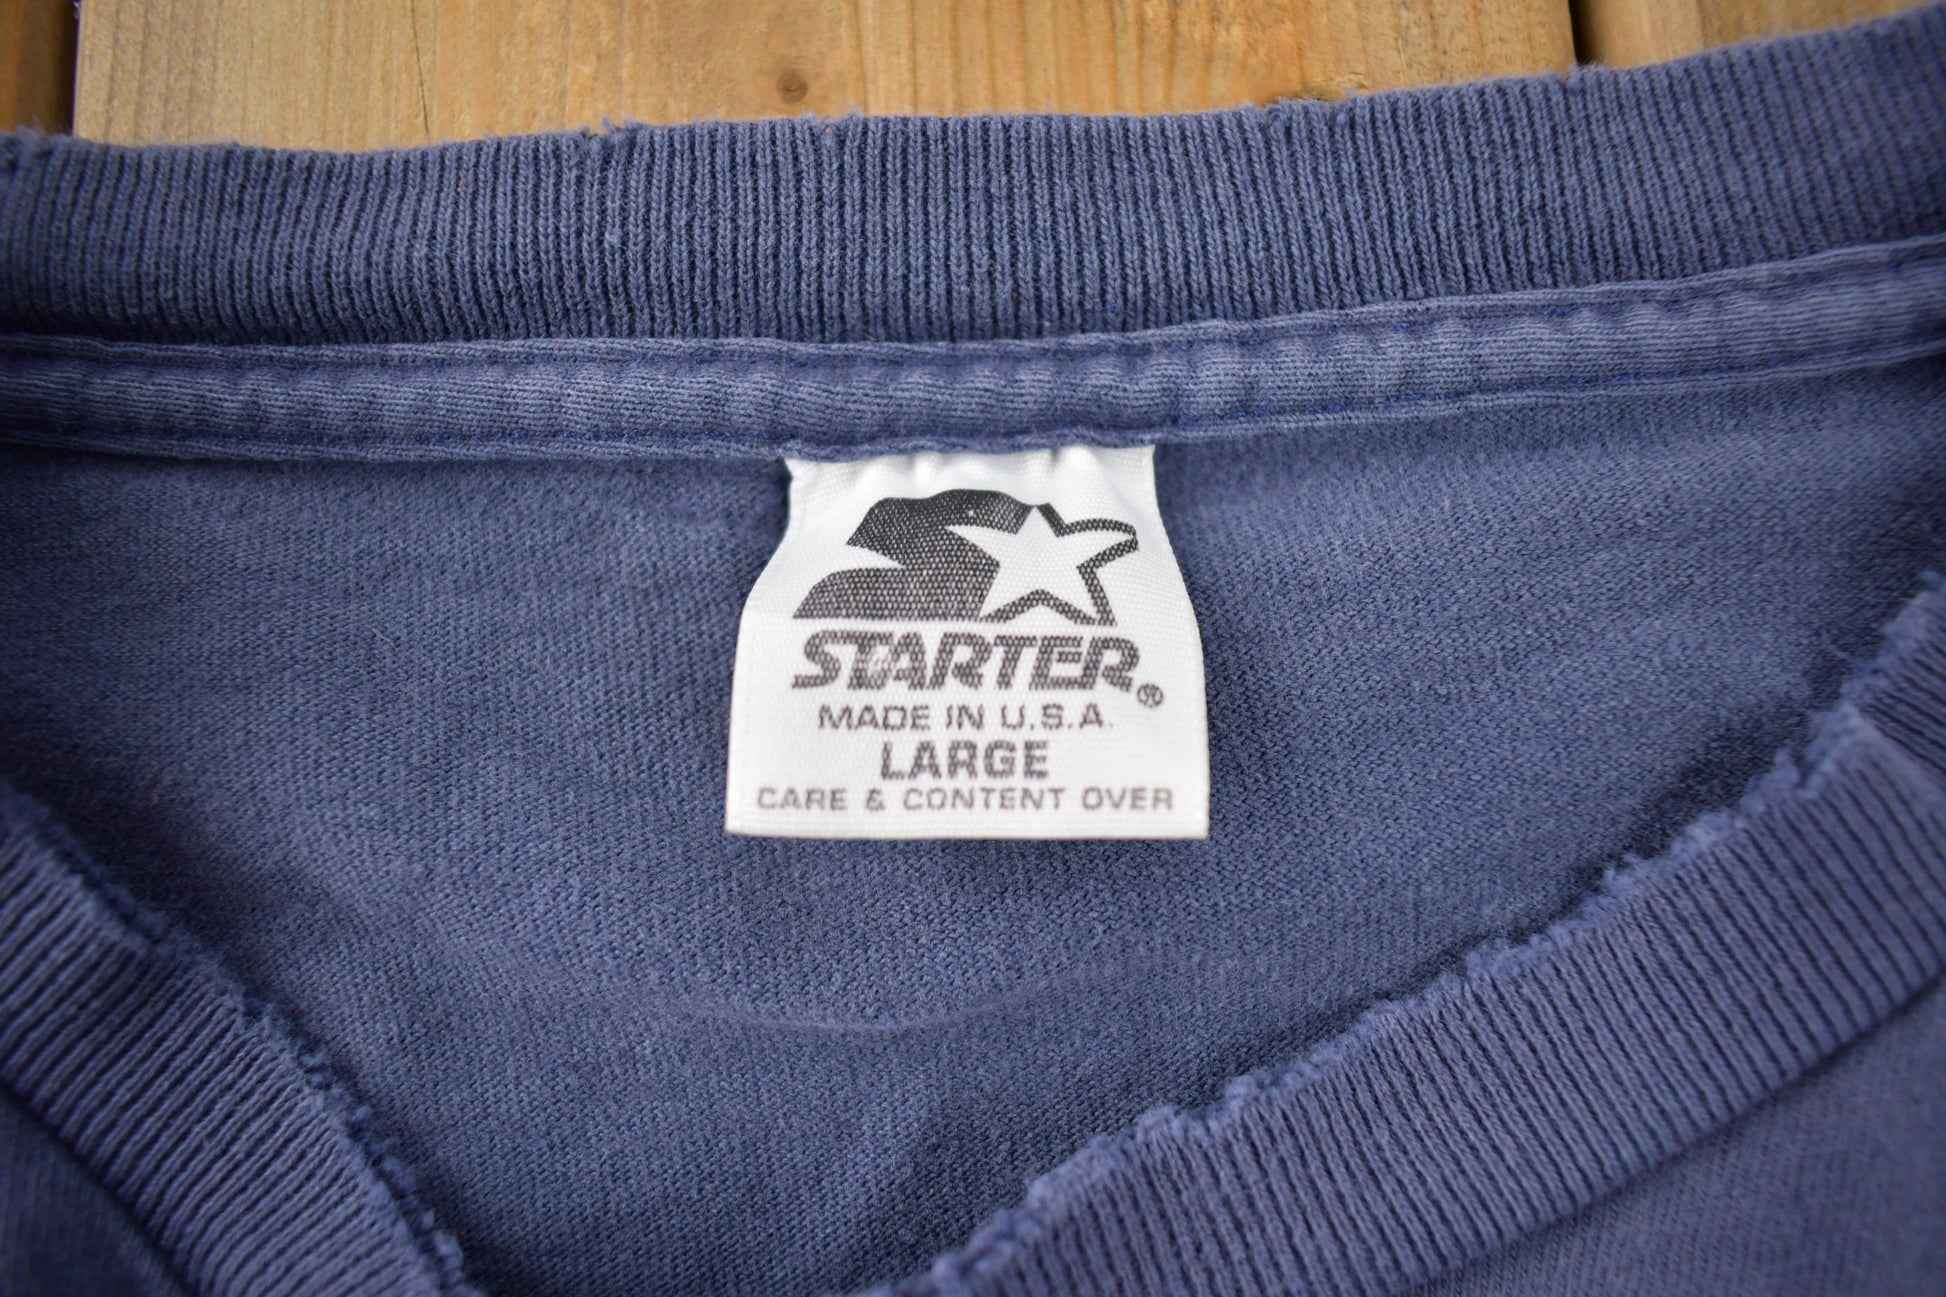 STARTER®
MADE IN U.S.A.
LARGE
CARE & CONTENT OVER